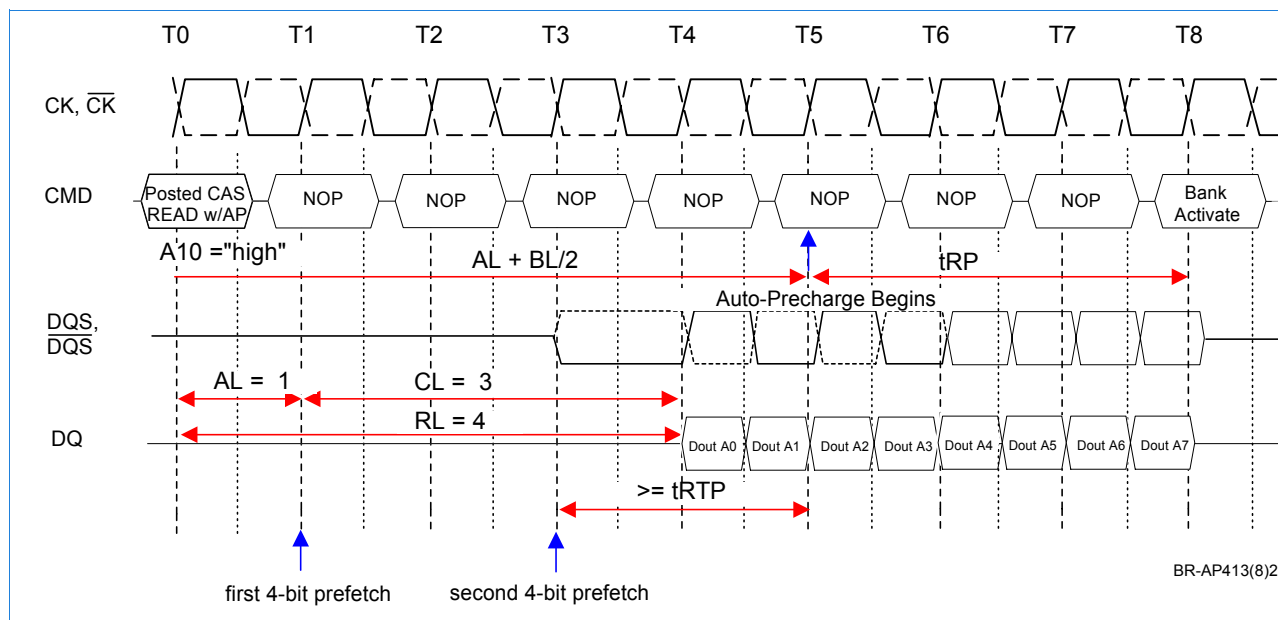 T0 T1 T2 T3 T4 T5 T6 T7 T8
CK, CK
CMD
Posted CAS
READ w/AP
NOP NOP NOP NOP NOP NOP NOP
Bank
Activate
A10 ="high"
AL + BL/2
tRP
Auto-Precharge Begins
DQS,
DQS
AL = 1
CL = 3
RL = 4
DQ
Dout A0 Dout A1 Dout A2 Dout A3 Dout A4 Dout A5 Dout A6 Dout A7
>= tRTP
first 4-bit prefetch
second 4-bit prefetch
BR-AP413(8)2